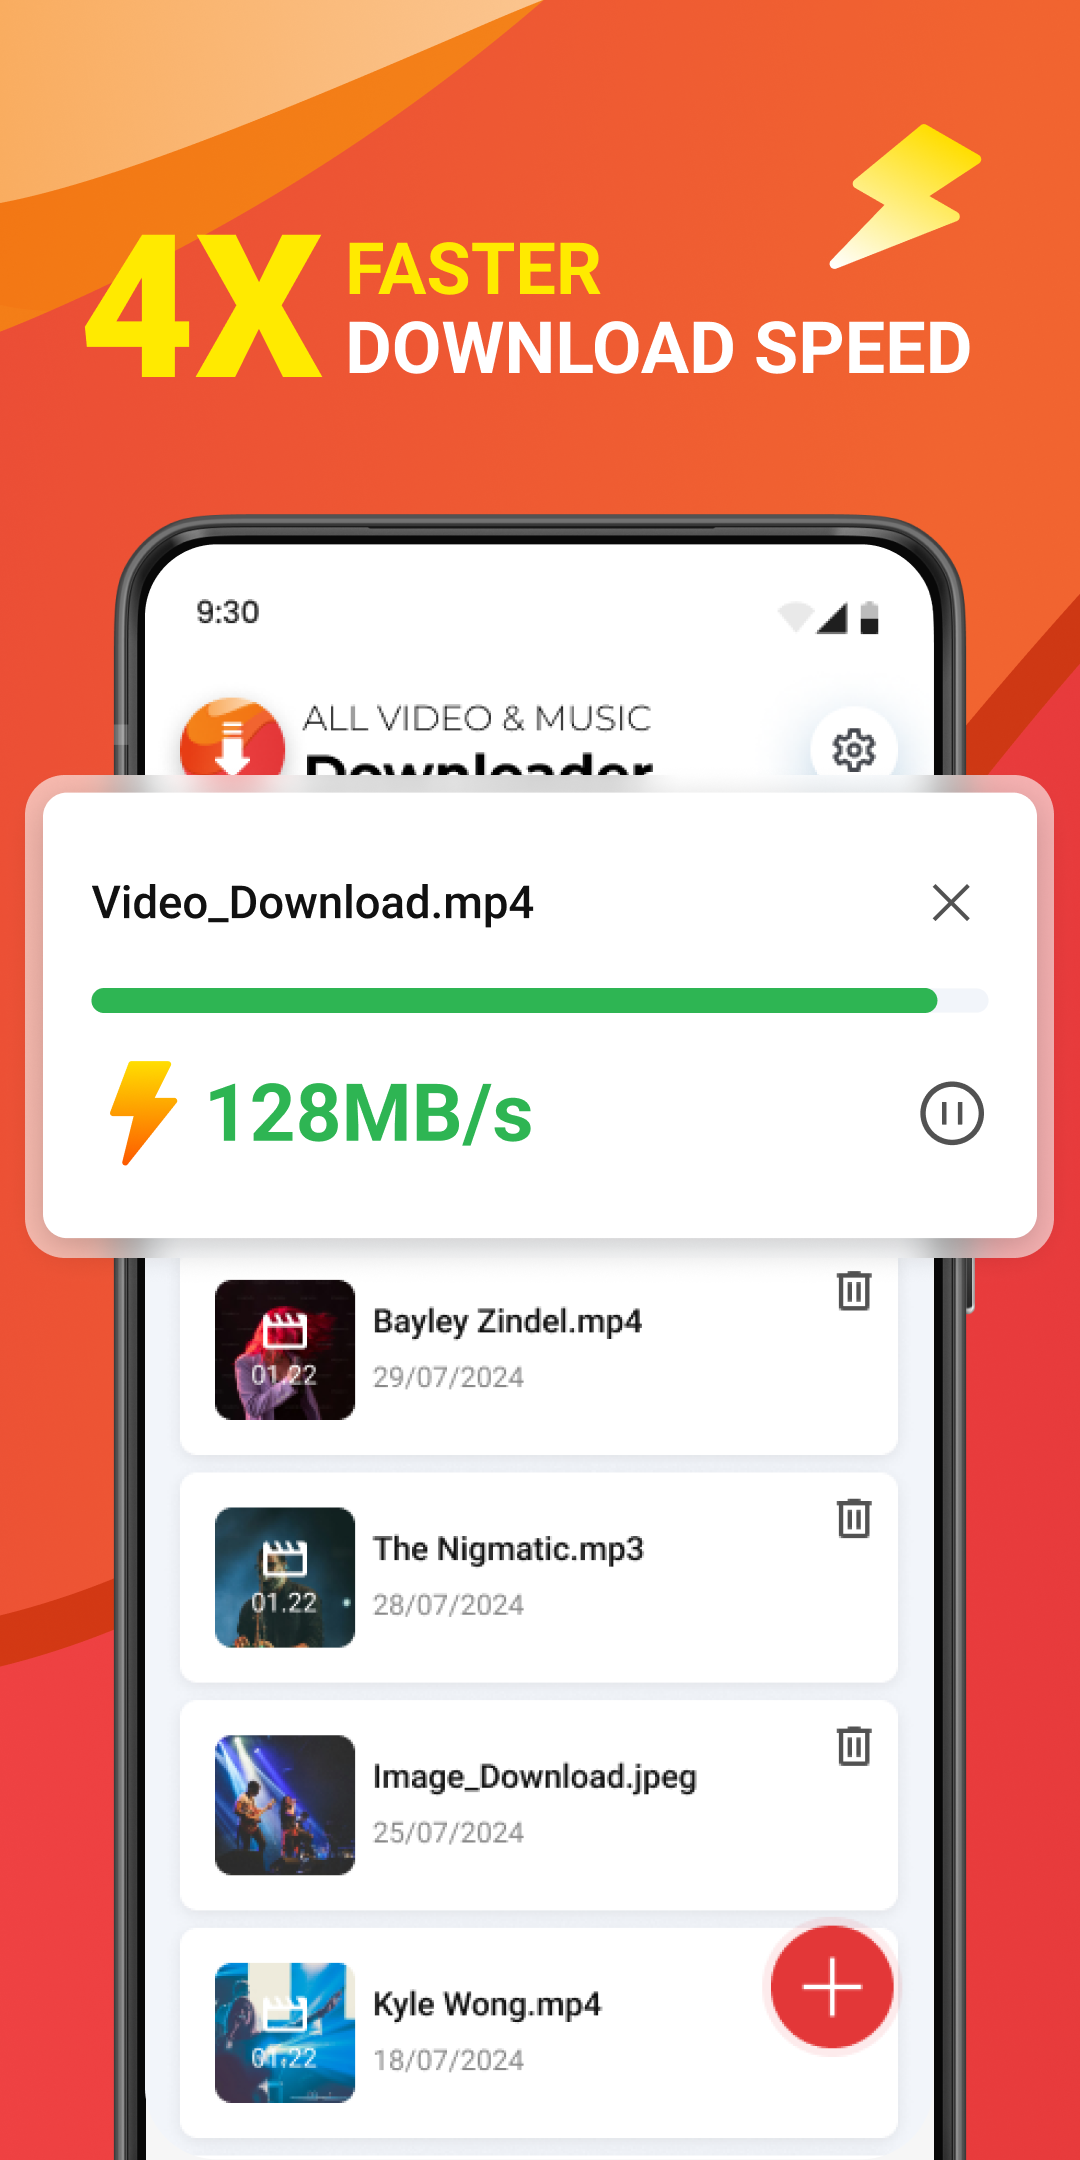 4X FASTER
DOWNLOAD SPEED
9:30
ALL VIDEO & MUSIC
Downloader
Video_Download.mp4
128MB/s
Bayley Zindel.mp4
01.22
29/07/2024
The Nigmatic.mp3
01.22
28/07/2024
Image_Download.jpeg
25/07/2024
Kyle Wong.mp4
01.22
18/07/2024